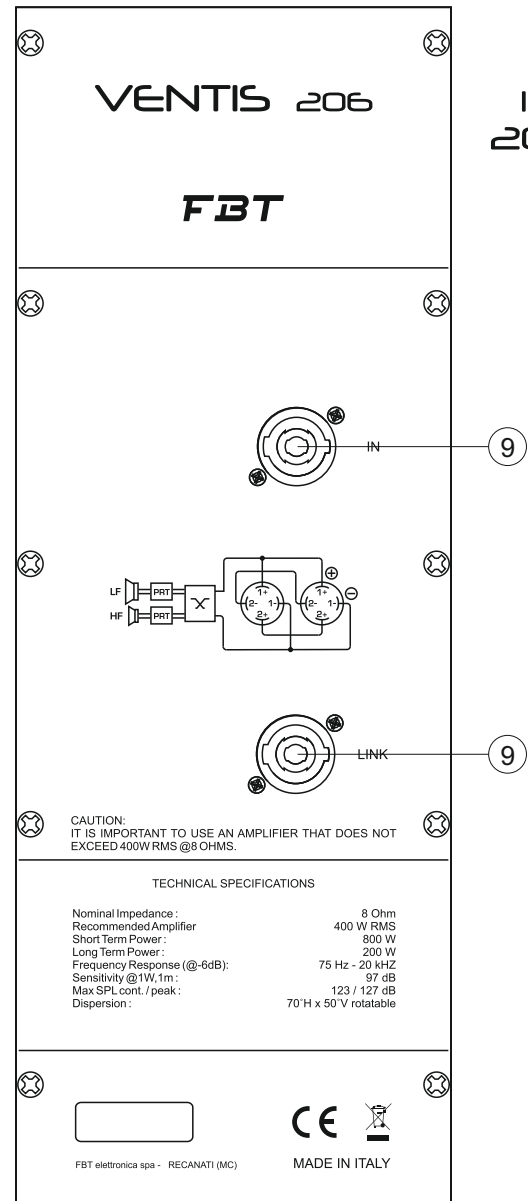 VENTIS 206
FBT
IN
9
LF
PRT
HF
PRT
1+
2-
1-
2+
1+
2-
1-
2+
+
-
LINK
9
CAUTION:
IT IS IMPORTANT TO USE AN AMPLIFIER THAT DOES NOT
EXCEED 400W RMS @8 OHMS.
TECHNICAL SPECIFICATIONS
Nominal Impedance : 8 Ohm
Recommended Amplifier 400 W RMS
Short Term Power : 800 W
Long Term Power : 200 W
Frequency Response (@-6dB): 75 Hz - 20 kHZ
Sensitivity @1W,1m : 97 dB
Max SPL cont. / peak : 123 / 127 dB
Dispersion : 70°H x 50°V rotatable
CE
FBT elettronica spa - RECANATI (MC)
MADE IN ITALY